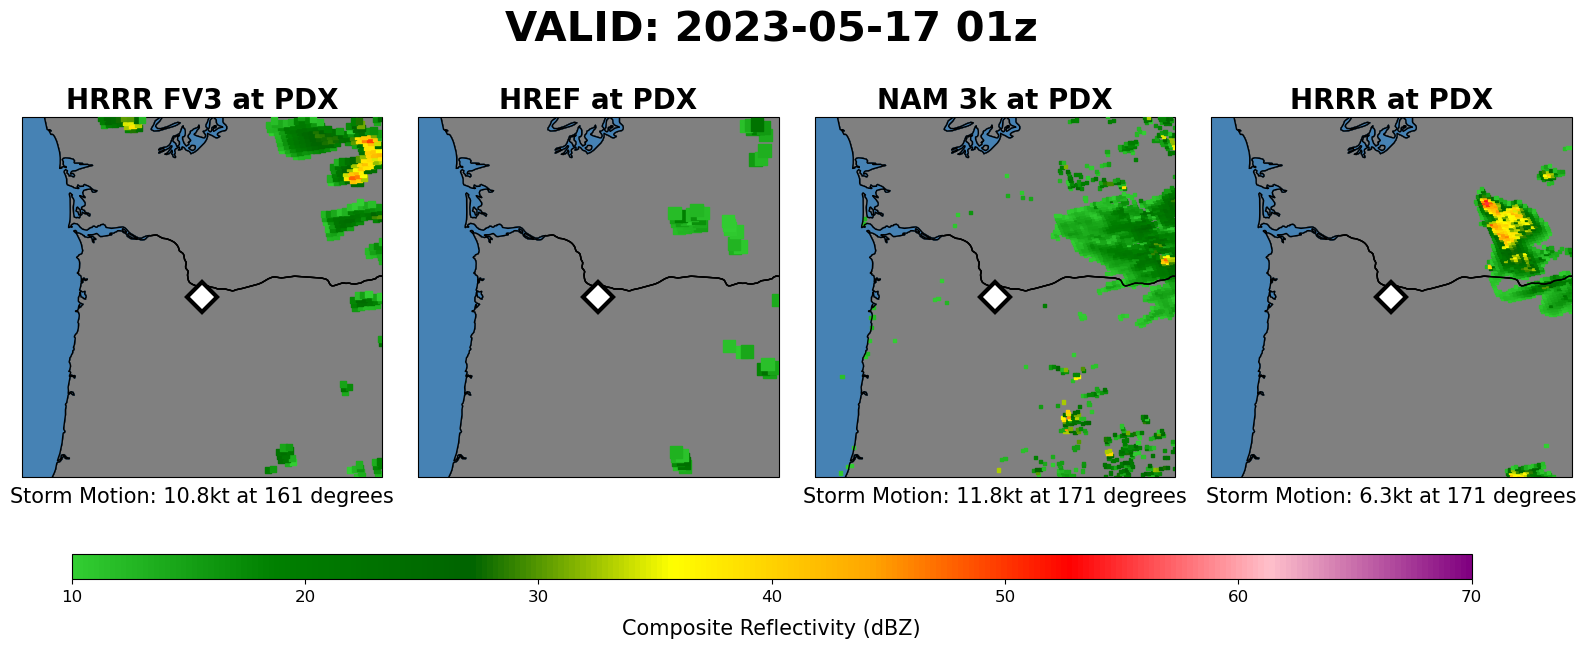 VALID: 2023-05-17 01z
HRRR FV3 at PDX
HREF at PDX
NAM 3k at PDX
HRRR at PDX
Storm Motion: 10.8kt at 161 degrees
Storm Motion: 11.8kt at 171 degrees
Storm Motion: 6.3kt at 171 degrees
10 20 30 40 50 60 70
Composite Reflectivity (dBZ)